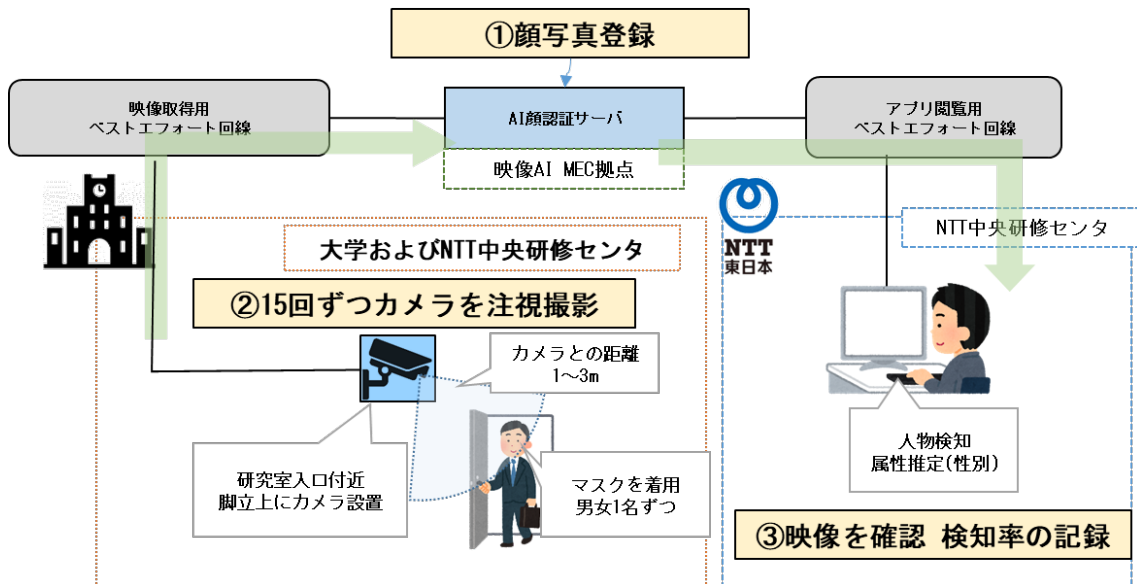 ①顔写真登録
映像取得用
ベストエフォート回線
AI顔認証サーバ
映像AI MEC拠点
アプリ閲覧用
ベストエフォート回線
大学およびNTT中央研修センタ
NTT
東日本
NTT中央研修センタ
②15回ずつカメラを注視撮影
カメラとの距離
1～3m
研究室入口付近
脚立上にカメラ設置
マスクを着用
男女1名ずつ
人物検知
属性推定(性別)
③映像を確認 検知率の記録